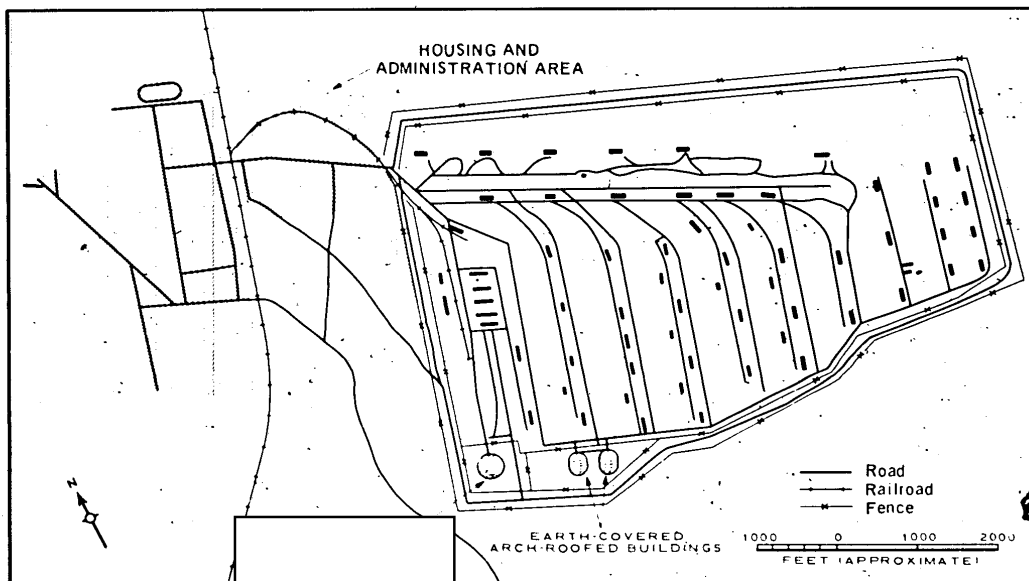 HOUSING AND
ADMINISTRATION AREA
N
Road
Railroad
Fence
EARTH-COVERED
ARCH-ROOFED BUILDINGS
1000 0 1000 2000
FEET (APPROXIMATE)